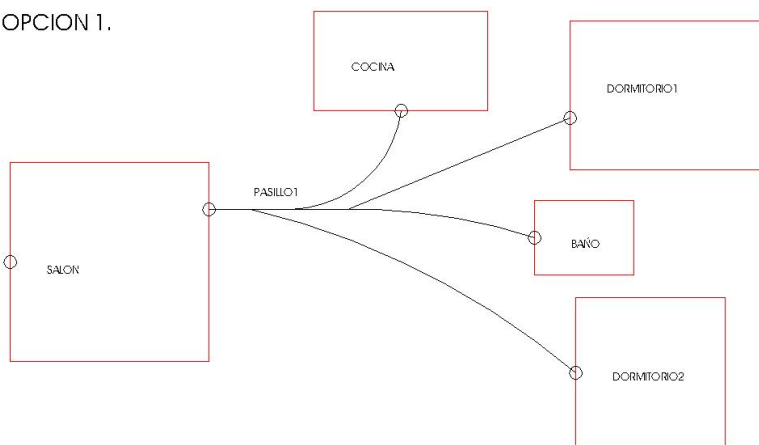 OPCION 1.
COCINA
DORMITORIO1
PASILLO1
BAÑO
SALON
DORMITORIO2